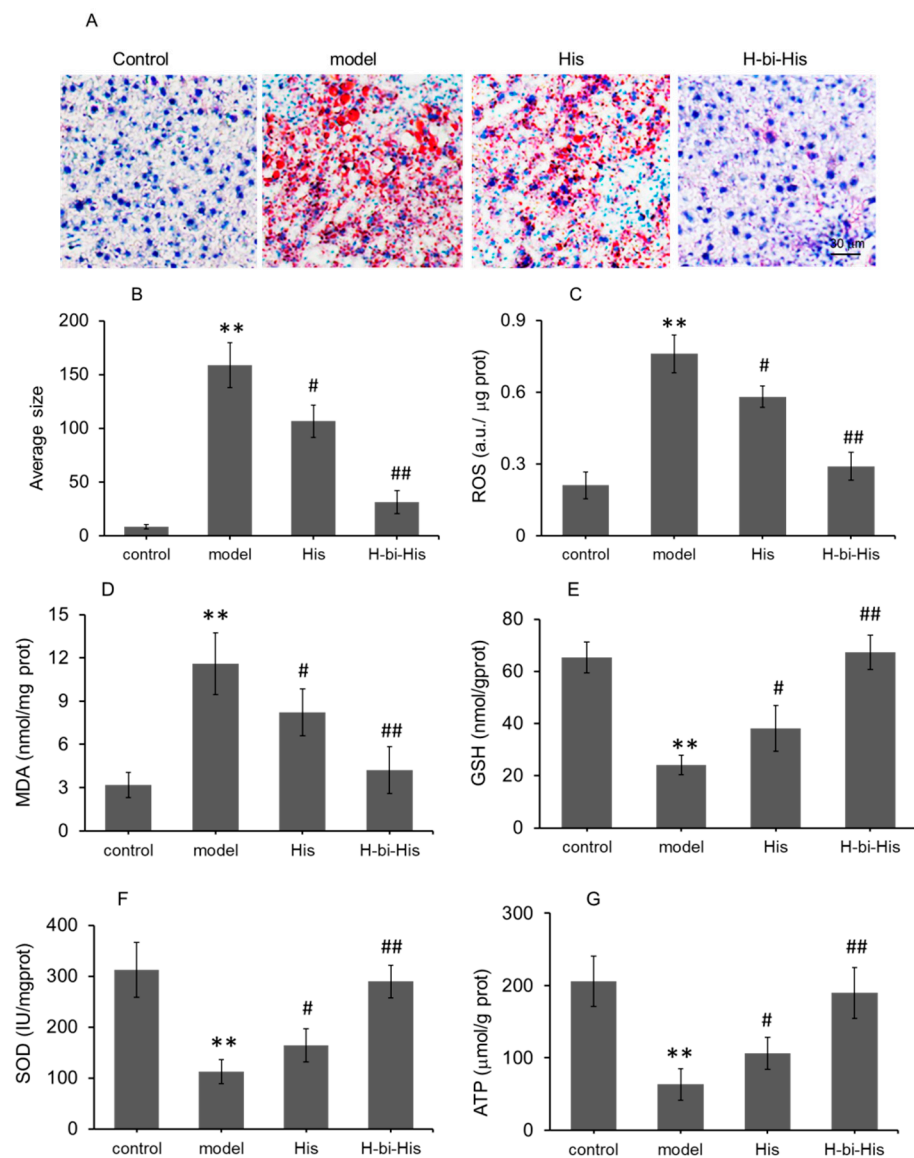 A
Control model His H-bi-His
30 μm
B
Average size
200
150
100
50
0
** # ##
control model His H-bi-His
C
ROS (a.u./ μg prot)
0.9
0.6
0.3
0
** # ##
control model His H-bi-His
D
MDA (nmol/mg prot)
15
12
9
6
3
0
** # ##
control model His H-bi-His
E
GSH (nmol/gprot)
80
60
40
20
0
** # ##
control model His H-bi-His
F
SOD (IU/mgprot)
400
300
200
100
0
** # ##
control model His H-bi-His
G
ATP (μmol/g prot)
300
200
100
0
** # ##
control model His H-bi-His